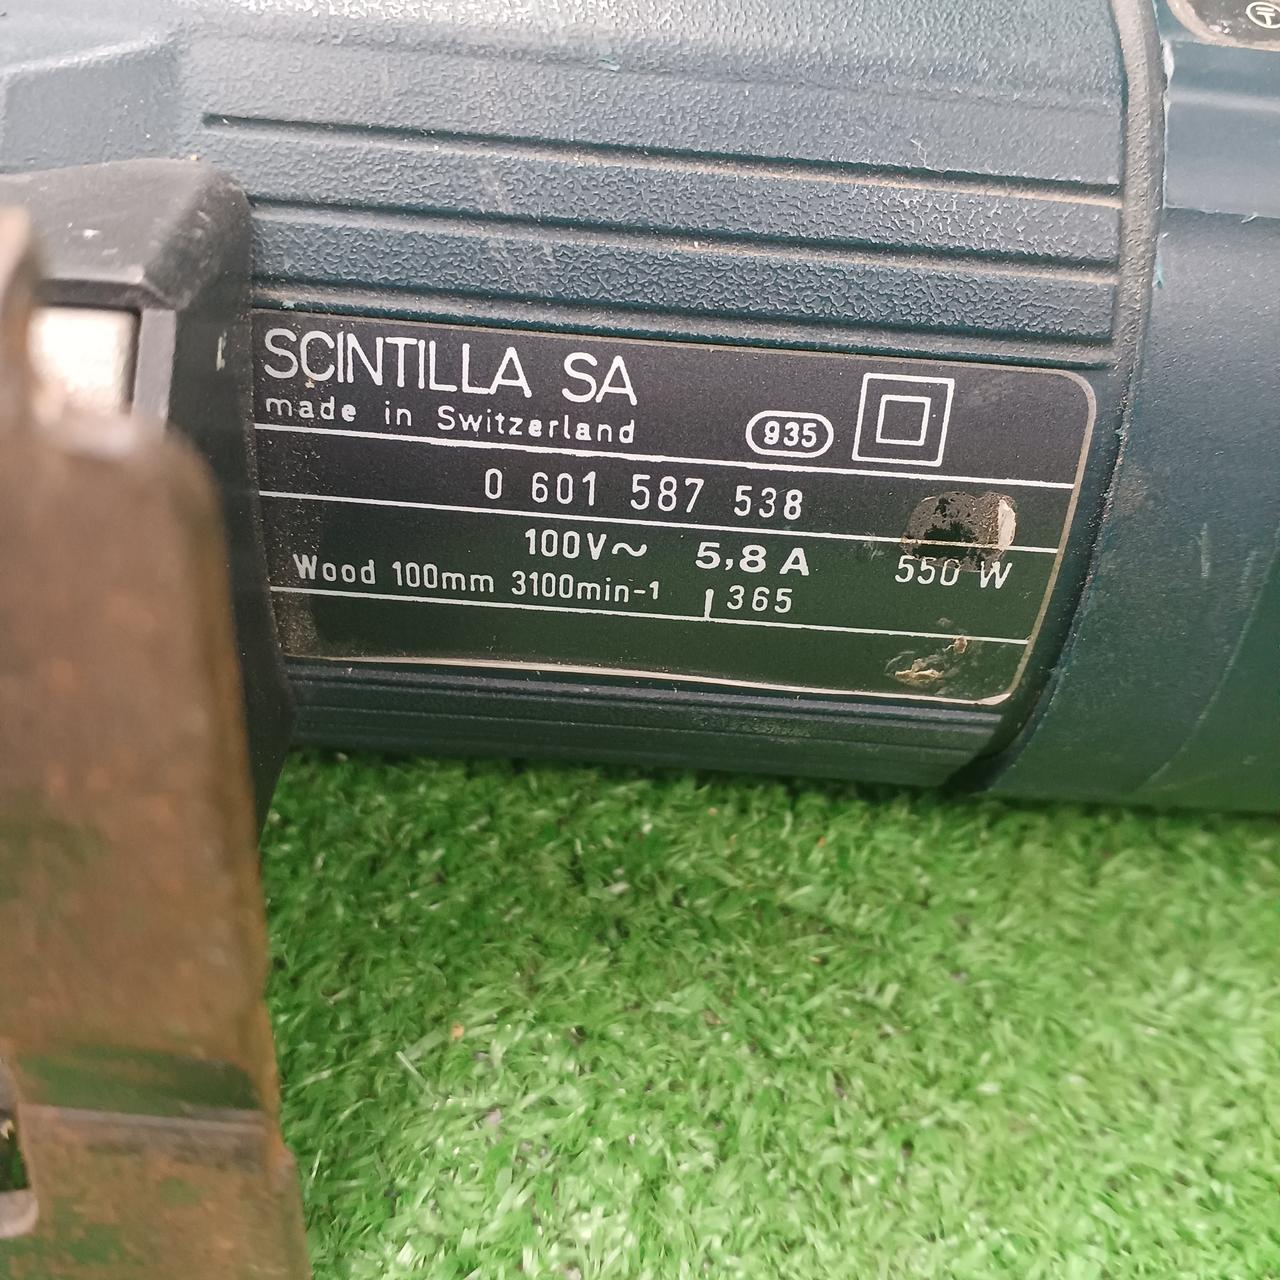 SCINTILLA SA
made in Switzerland 935
0 601 587 538
100V~ 5,8 A 550 W
Wood 100mm 3100min-1 365